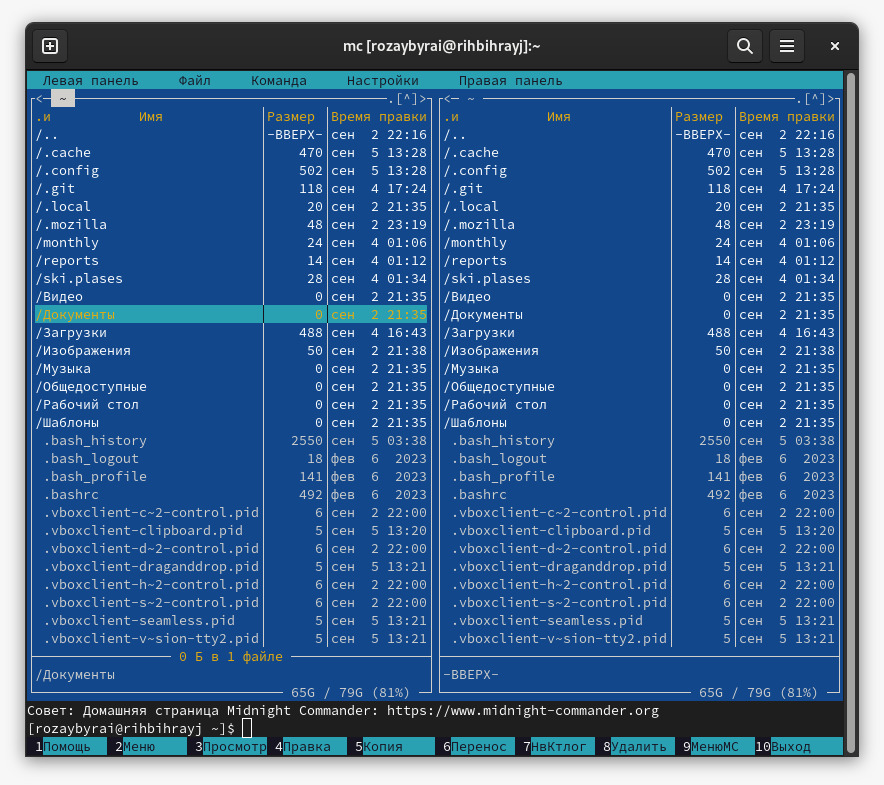 mc [rozaybyrai@rihbihrayj]:~
Левая панель Файл Команда Настройки Правая панель
<- ~ .[^]> <- ~ .[^]>
.и Имя Размер Время правки .и Имя Размер Время правки
/.. -ВВЕРХ- сен 2 22:16 /.. -ВВЕРХ- сен 2 22:16
/.cache 470 сен 5 13:28 /.cache 470 сен 5 13:28
/.config 502 сен 5 13:28 /.config 502 сен 5 13:28
/.git 118 сен 4 17:24 /.git 118 сен 4 17:24
/.local 20 сен 2 21:35 /.local 20 сен 2 21:35
/.mozilla 48 сен 2 23:19 /.mozilla 48 сен 2 23:19
/monthly 24 сен 4 01:06 /monthly 24 сен 4 01:06
/reports 14 сен 4 01:12 /reports 14 сен 4 01:12
/ski.plases 28 сен 4 01:34 /ski.plases 28 сен 4 01:34
/Видео 0 сен 2 21:35 /Видео 0 сен 2 21:35
/Документы 0 сен 2 21:35 /Документы 0 сен 2 21:35
/Загрузки 488 сен 4 16:43 /Загрузки 488 сен 4 16:43
/Изображения 50 сен 2 21:38 /Изображения 50 сен 2 21:38
/Музыка 0 сен 2 21:35 /Музыка 0 сен 2 21:35
/Общедоступные 0 сен 2 21:35 /Общедоступные 0 сен 2 21:35
/Рабочий стол 0 сен 2 21:35 /Рабочий стол 0 сен 2 21:35
/Шаблоны 0 сен 2 21:35 /Шаблоны 0 сен 2 21:35
.bash_history 2550 сен 5 03:38 .bash_history 2550 сен 5 03:38
.bash_logout 18 фев 6 2023 .bash_logout 18 фев 6 2023
.bash_profile 141 фев 6 2023 .bash_profile 141 фев 6 2023
.bashrc 492 фев 6 2023 .bashrc 492 фев 6 2023
.vboxclient-c~2-control.pid 6 сен 2 22:00 .vboxclient-c~2-control.pid 6 сен 2 22:00
.vboxclient-clipboard.pid 5 сен 5 13:20 .vboxclient-clipboard.pid 5 сен 5 13:20
.vboxclient-d~2-control.pid 6 сен 2 22:00 .vboxclient-d~2-control.pid 6 сен 2 22:00
.vboxclient-draganddrop.pid 5 сен 5 13:21 .vboxclient-draganddrop.pid 5 сен 5 13:21
.vboxclient-h~2-control.pid 6 сен 2 22:00 .vboxclient-h~2-control.pid 6 сен 2 22:00
.vboxclient-s~2-control.pid 6 сен 2 22:00 .vboxclient-s~2-control.pid 6 сен 2 22:00
.vboxclient-seamless.pid 5 сен 5 13:21 .vboxclient-seamless.pid 5 сен 5 13:21
.vboxclient-v~sion-tty2.pid 5 сен 5 13:21 .vboxclient-v~sion-tty2.pid 5 сен 5 13:21
0 Б в 1 файле
/Документы -ВВЕРХ-
65G / 79G (81%) 65G / 79G (81%)
Совет: Домашняя страница Midnight Commander: https://www.midnight-commander.org
[rozaybyrai@rihbihrayj ~]$
1Помощь 2Меню 3Просмотр 4Правка 5Копия 6Перенос 7НвКтлог 8Удалить 9МенюМС 10Выход